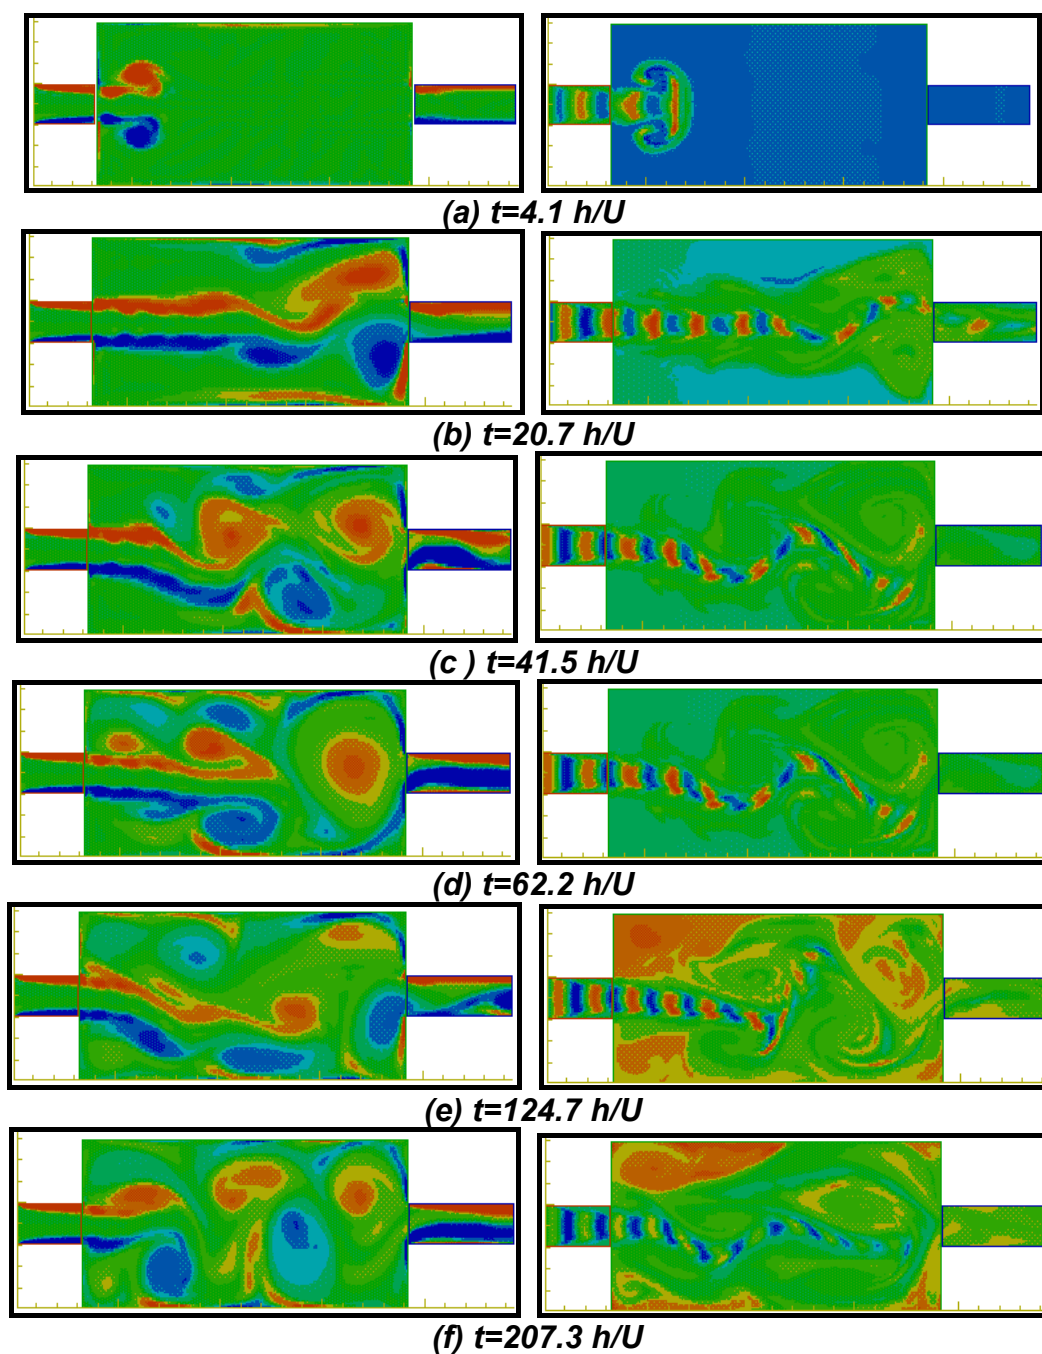 (a) t=4.1 h/U
(b) t=20.7 h/U
(c ) t=41.5 h/U
(d) t=62.2 h/U
(e) t=124.7 h/U
(f) t=207.3 h/U